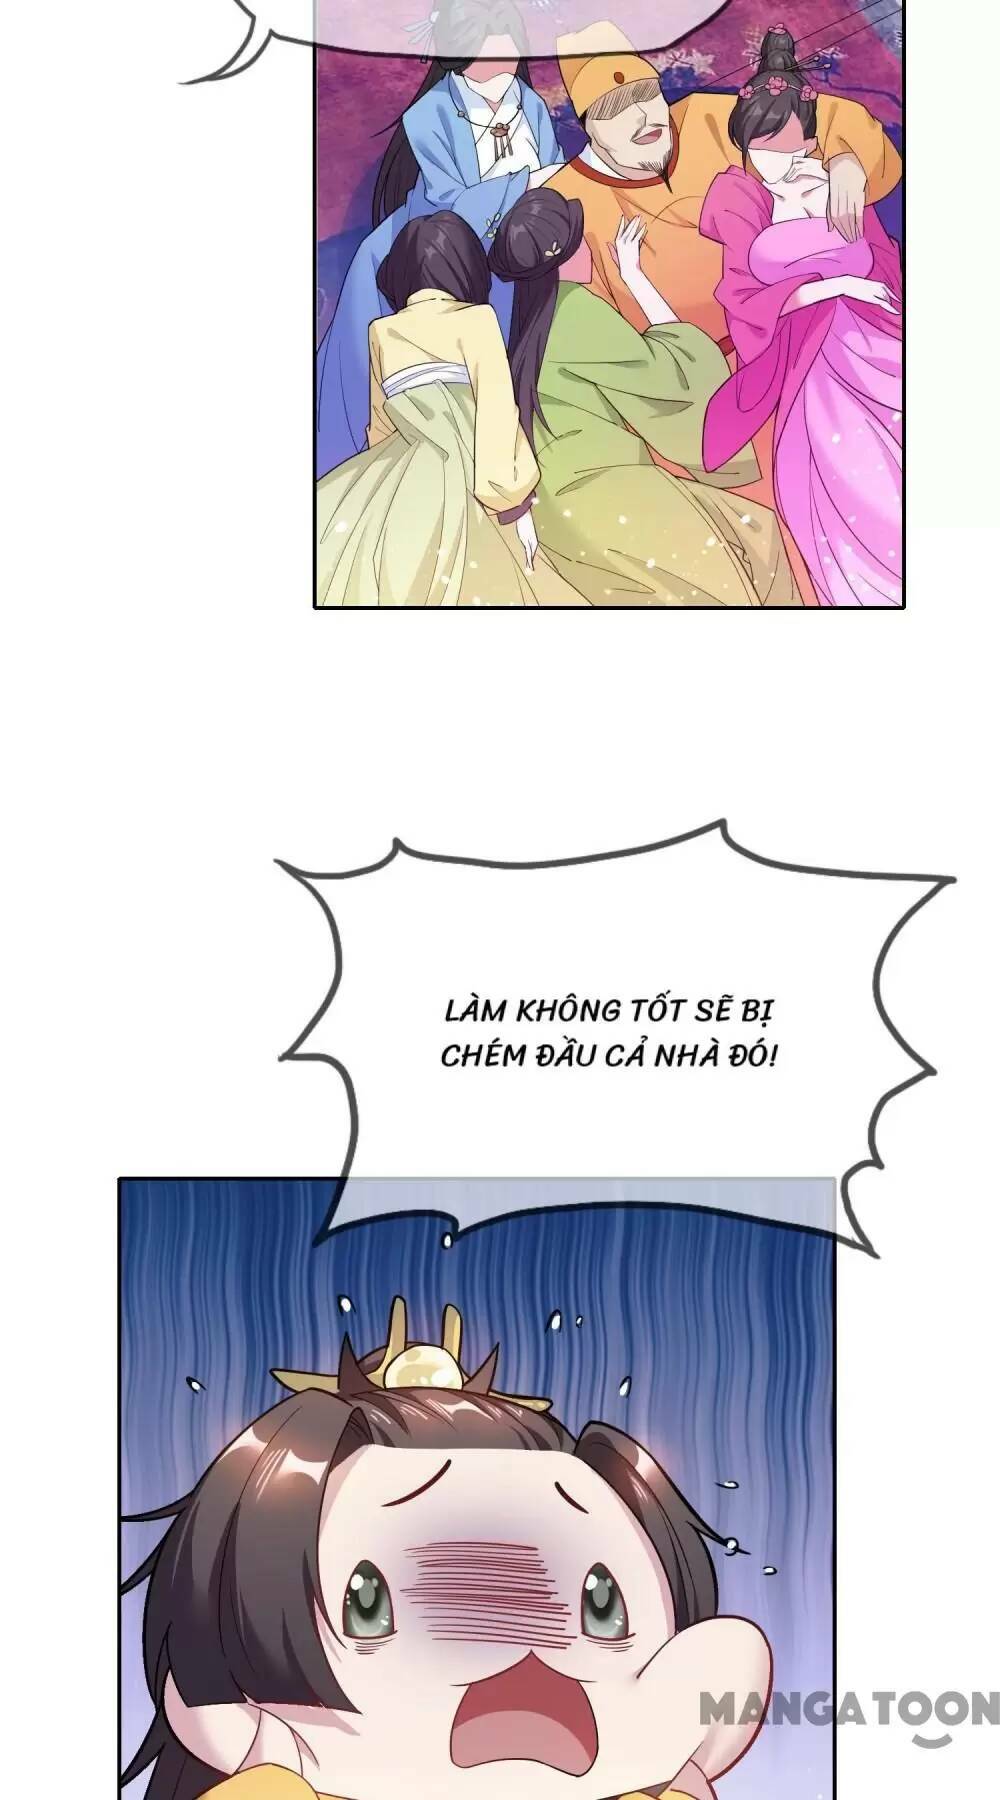 LÀM KHÔNG TỐT SẼ BỊ
CHÉM ĐẦU CẢ NHÀ ĐÓ!
MANGATOON